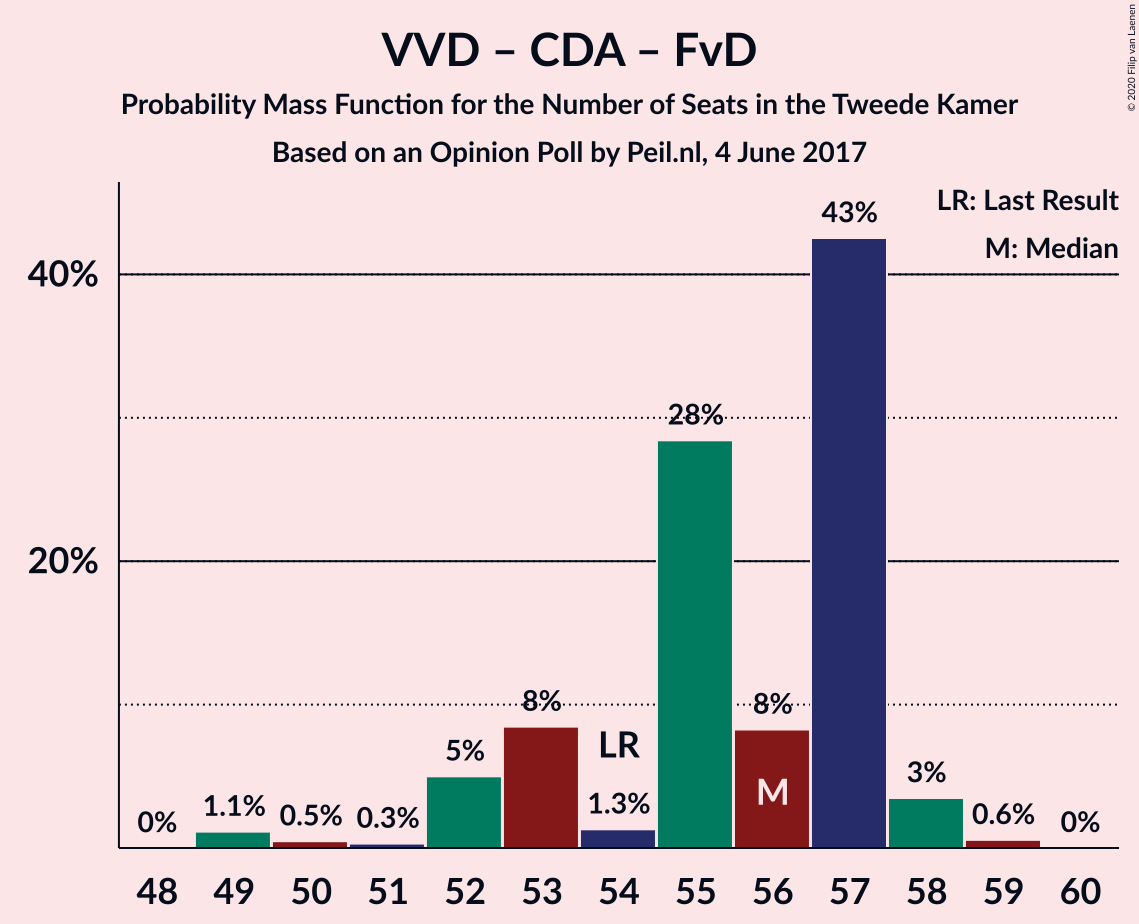 VVD – CDA – FvD
Probability Mass Function for the Number of Seats in the Tweede Kamer
Based on an Opinion Poll by Peil.nl, 4 June 2017
© 2020 Filip van Laenen
LR: Last Result
M: Median
40%
20%
0%
1.1%
0.5%
0.3%
5%
8%
LR
1.3%
28%
8%
M
43%
3%
0.6%
0%
48 49 50 51 52 53 54 55 56 57 58 59 60